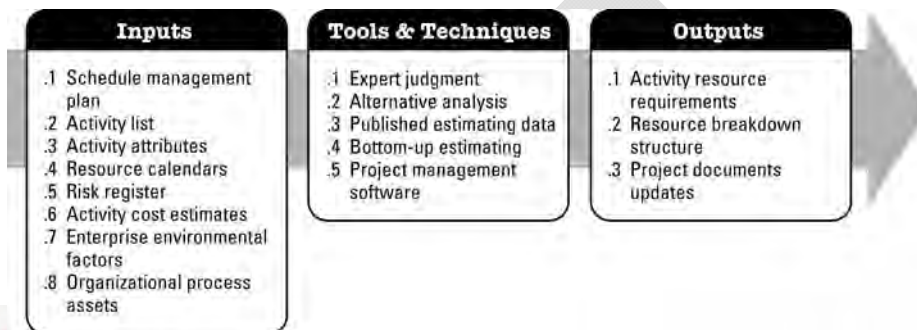 Inputs
.1 Schedule management
plan
.2 Activity list
.3 Activity attributes
.4 Resource calendars
.5 Risk register
.6 Activity cost estimates
.7 Enterprise environmental
factors
.8 Organizational process
assets
Tools & Techniques
.1 Expert judgment
.2 Alternative analysis
.3 Published estimating data
.4 Bottom-up estimating
.5 Project management
software
Outputs
.1 Activity resource
requirements
.2 Resource breakdown
structure
.3 Project documents
updates